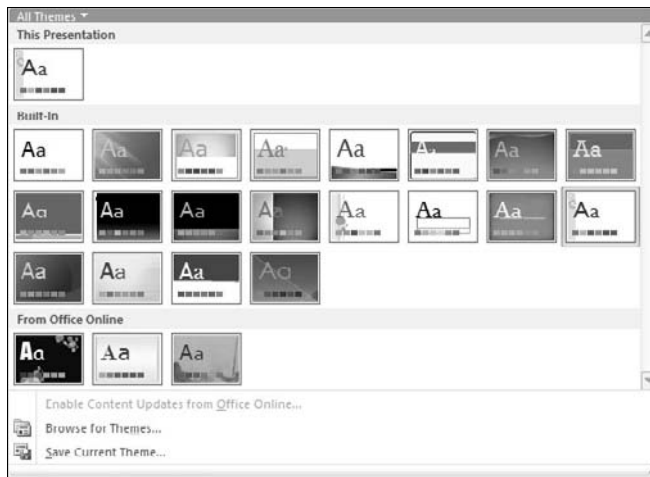 All Themes
This Presentation
Aa
Built-In
Aa Aa Aa Aa Aa Aa Aa Aa
Aa Aa Aa Aa Aa Aa Aa Aa
Aa Aa Aa Aa
From Office Online
Aa Aa Aa
Enable Content Updates from Office Online...
Browse for Themes...
Save Current Theme...